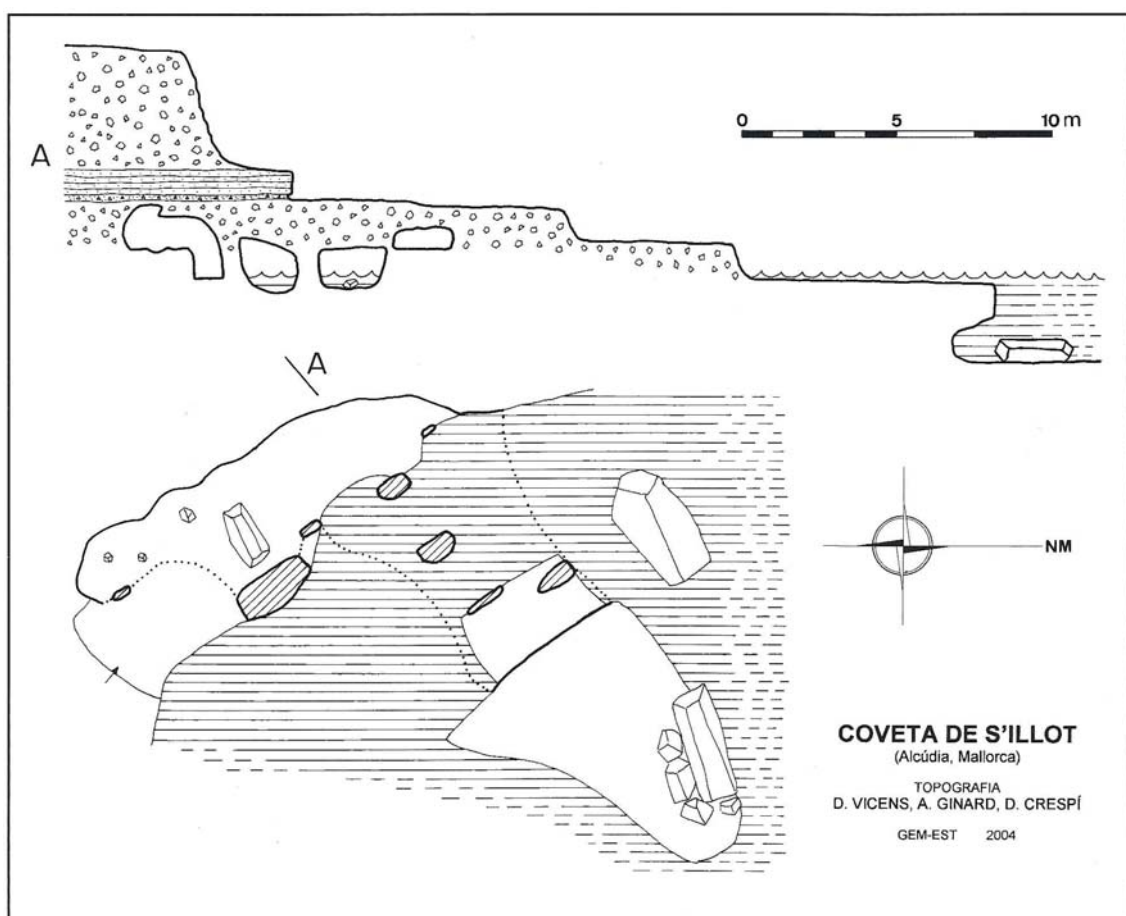 A
0 5 10 m
A
NM
COVETA DE S'ILLOT
(Alcúdia, Mallorca)
TOPOGRAFIA
D. VICENS, A. GINARD, D. CRESPÍ
GEM-EST 2004